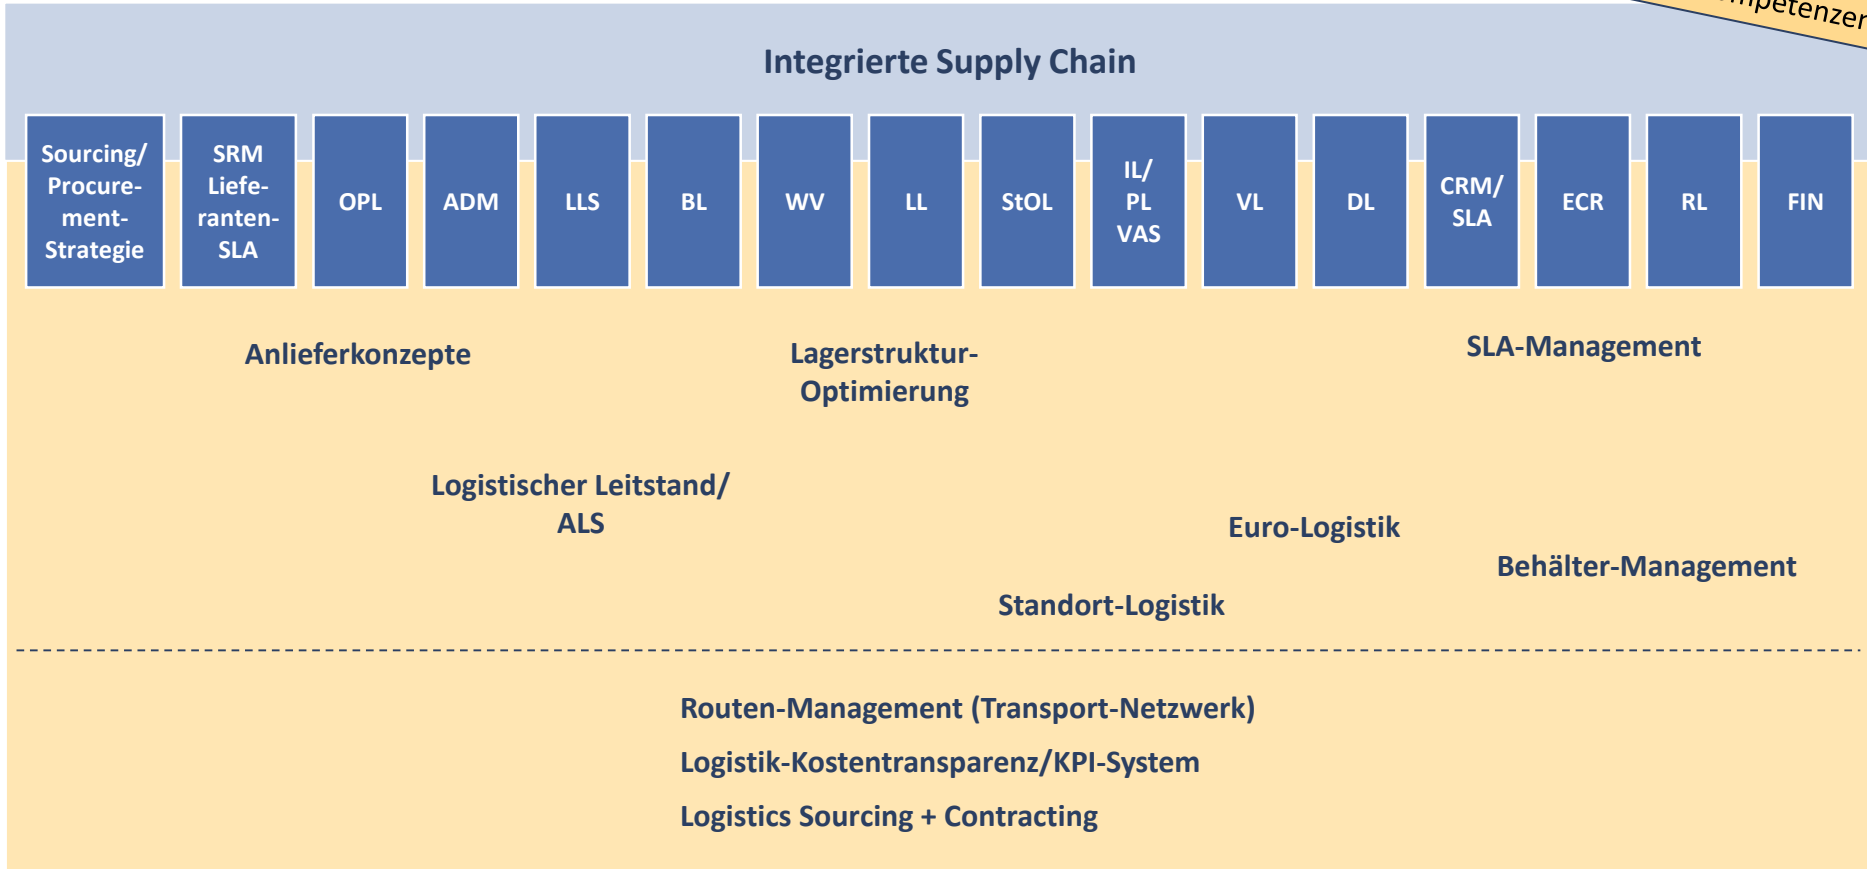 Integrierte Supply Chain
Sourcing/
Procure-
ment-
Strategie
SRM
Liefe-
ranten-
SLA
OPL
ADM
LLS
BL
WV
LL
StOL
IL/
PL
VAS
VL
DL
CRM/
SLA
ECR
RL
FIN
Anlieferkonzepte
Lagerstruktur-
Optimierung
SLA-Management
Logistischer Leitstand/
ALS
Euro-Logistik
Behälter-Management
Standort-Logistik
Routen-Management (Transport-Netzwerk)
Logistik-Kostentransparenz/KPI-System
Logistics Sourcing + Contracting